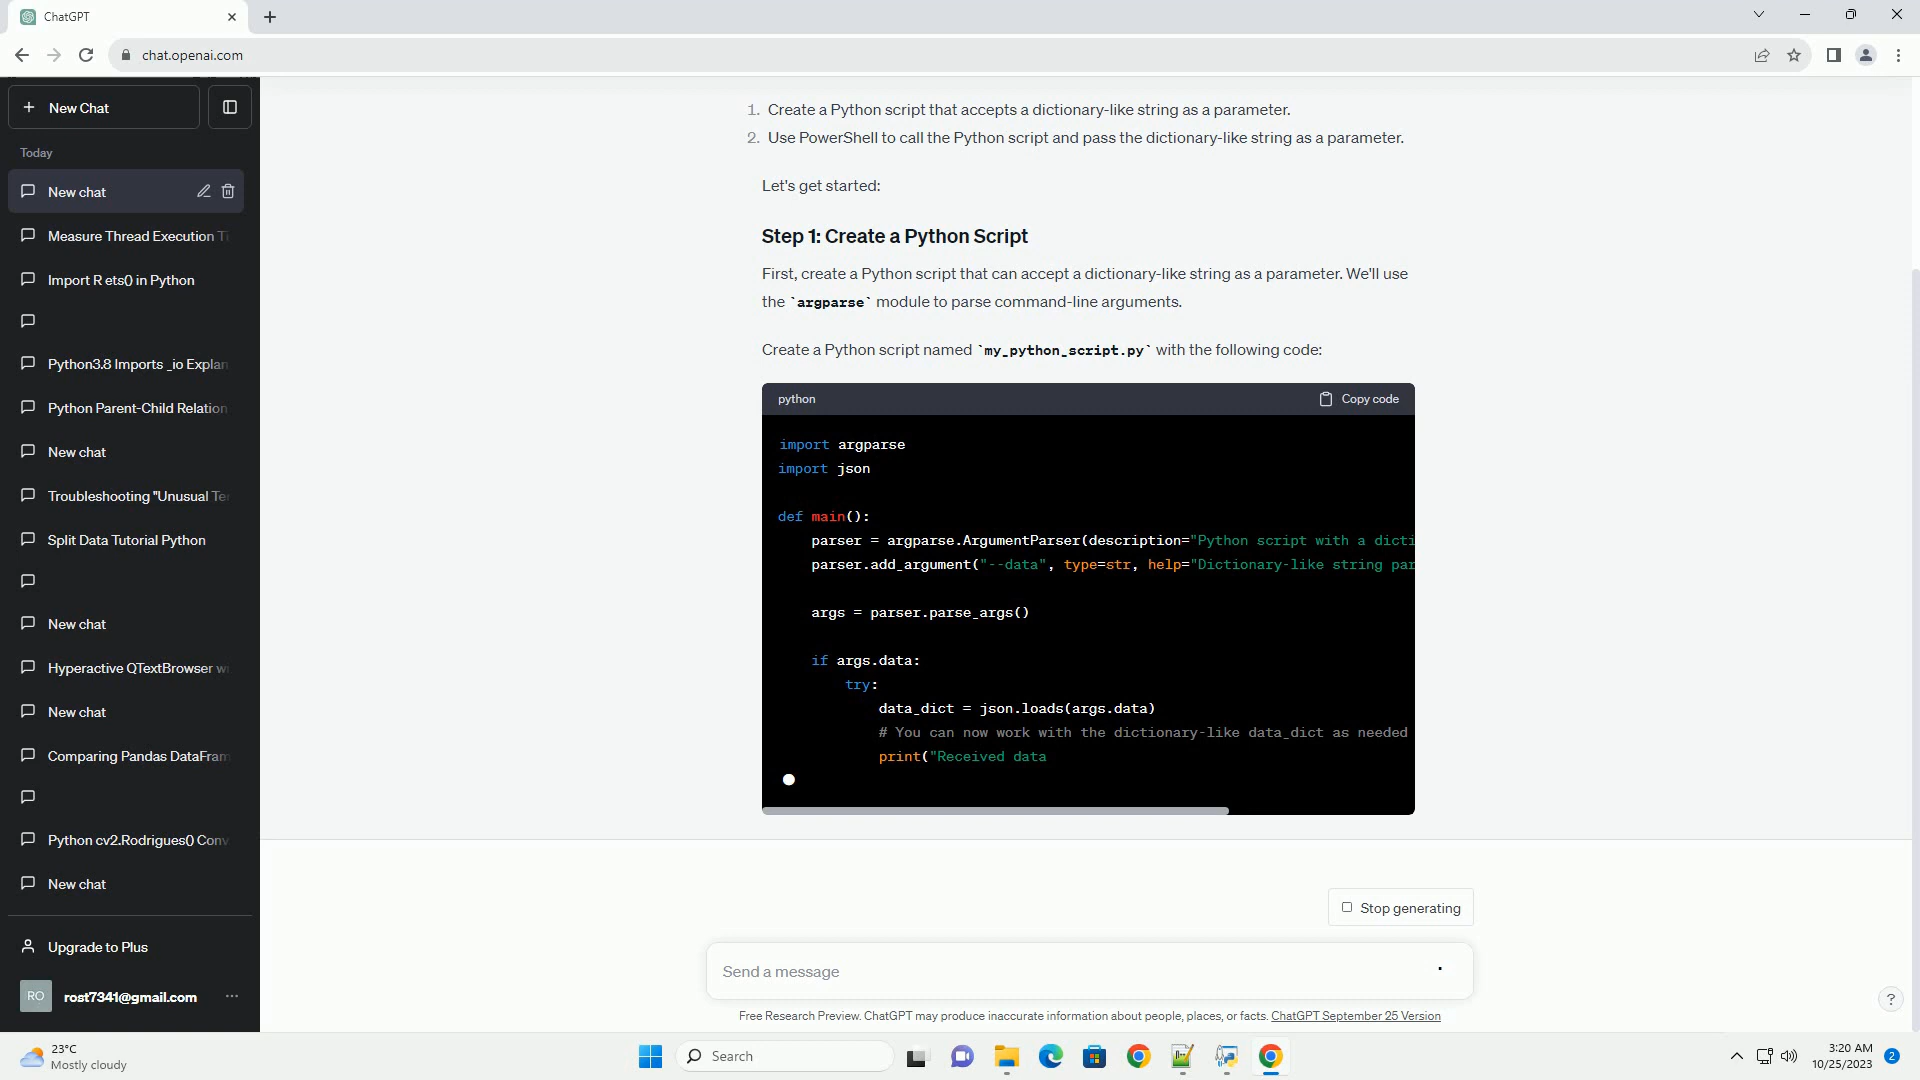 ChatGPT
chat.openai.com
New Chat
Today
New chat
Measure Thread Execution
Import R ets() in Python
Python3.8 Imports _io Explan
Python Parent-Child Relation
New chat
Troubleshooting "Unusual Te
Split Data Tutorial Python
New chat
Hyperactive QTextBrowser w
New chat
Comparing Pandas DataFram
Python cv2.Rodrigues() Conv
New chat
Upgrade to Plus
RO
rost7341@gmail.com
1. Create a Python script that accepts a dictionary-like string as a parameter.
2. Use PowerShell to call the Python script and pass the dictionary-like string as a parameter.
Let's get started:
Step 1: Create a Python Script
First, create a Python script that can accept a dictionary-like string as a parameter. We'll use
the `argparse` module to parse command-line arguments.
Create a Python script named `my_python_script.py` with the following code:
python
Copy code
import argparse
import json
def main():
parser = argparse.ArgumentParser(description="Python script with a dicti
parser.add_argument("--data", type=str, help="Dictionary-like string par
args = parser.parse_args()
if args.data:
try:
data_dict = json.loads(args.data)
# You can now work with the dictionary-like data_dict as needed
print("Received data
Stop generating
Send a message
Free Research Preview. ChatGPT may produce inaccurate information about people, places, or facts. ChatGPT September 25 Version
?
23°C
Mostly cloudy
Search
3:20 AM
10/25/2023
2